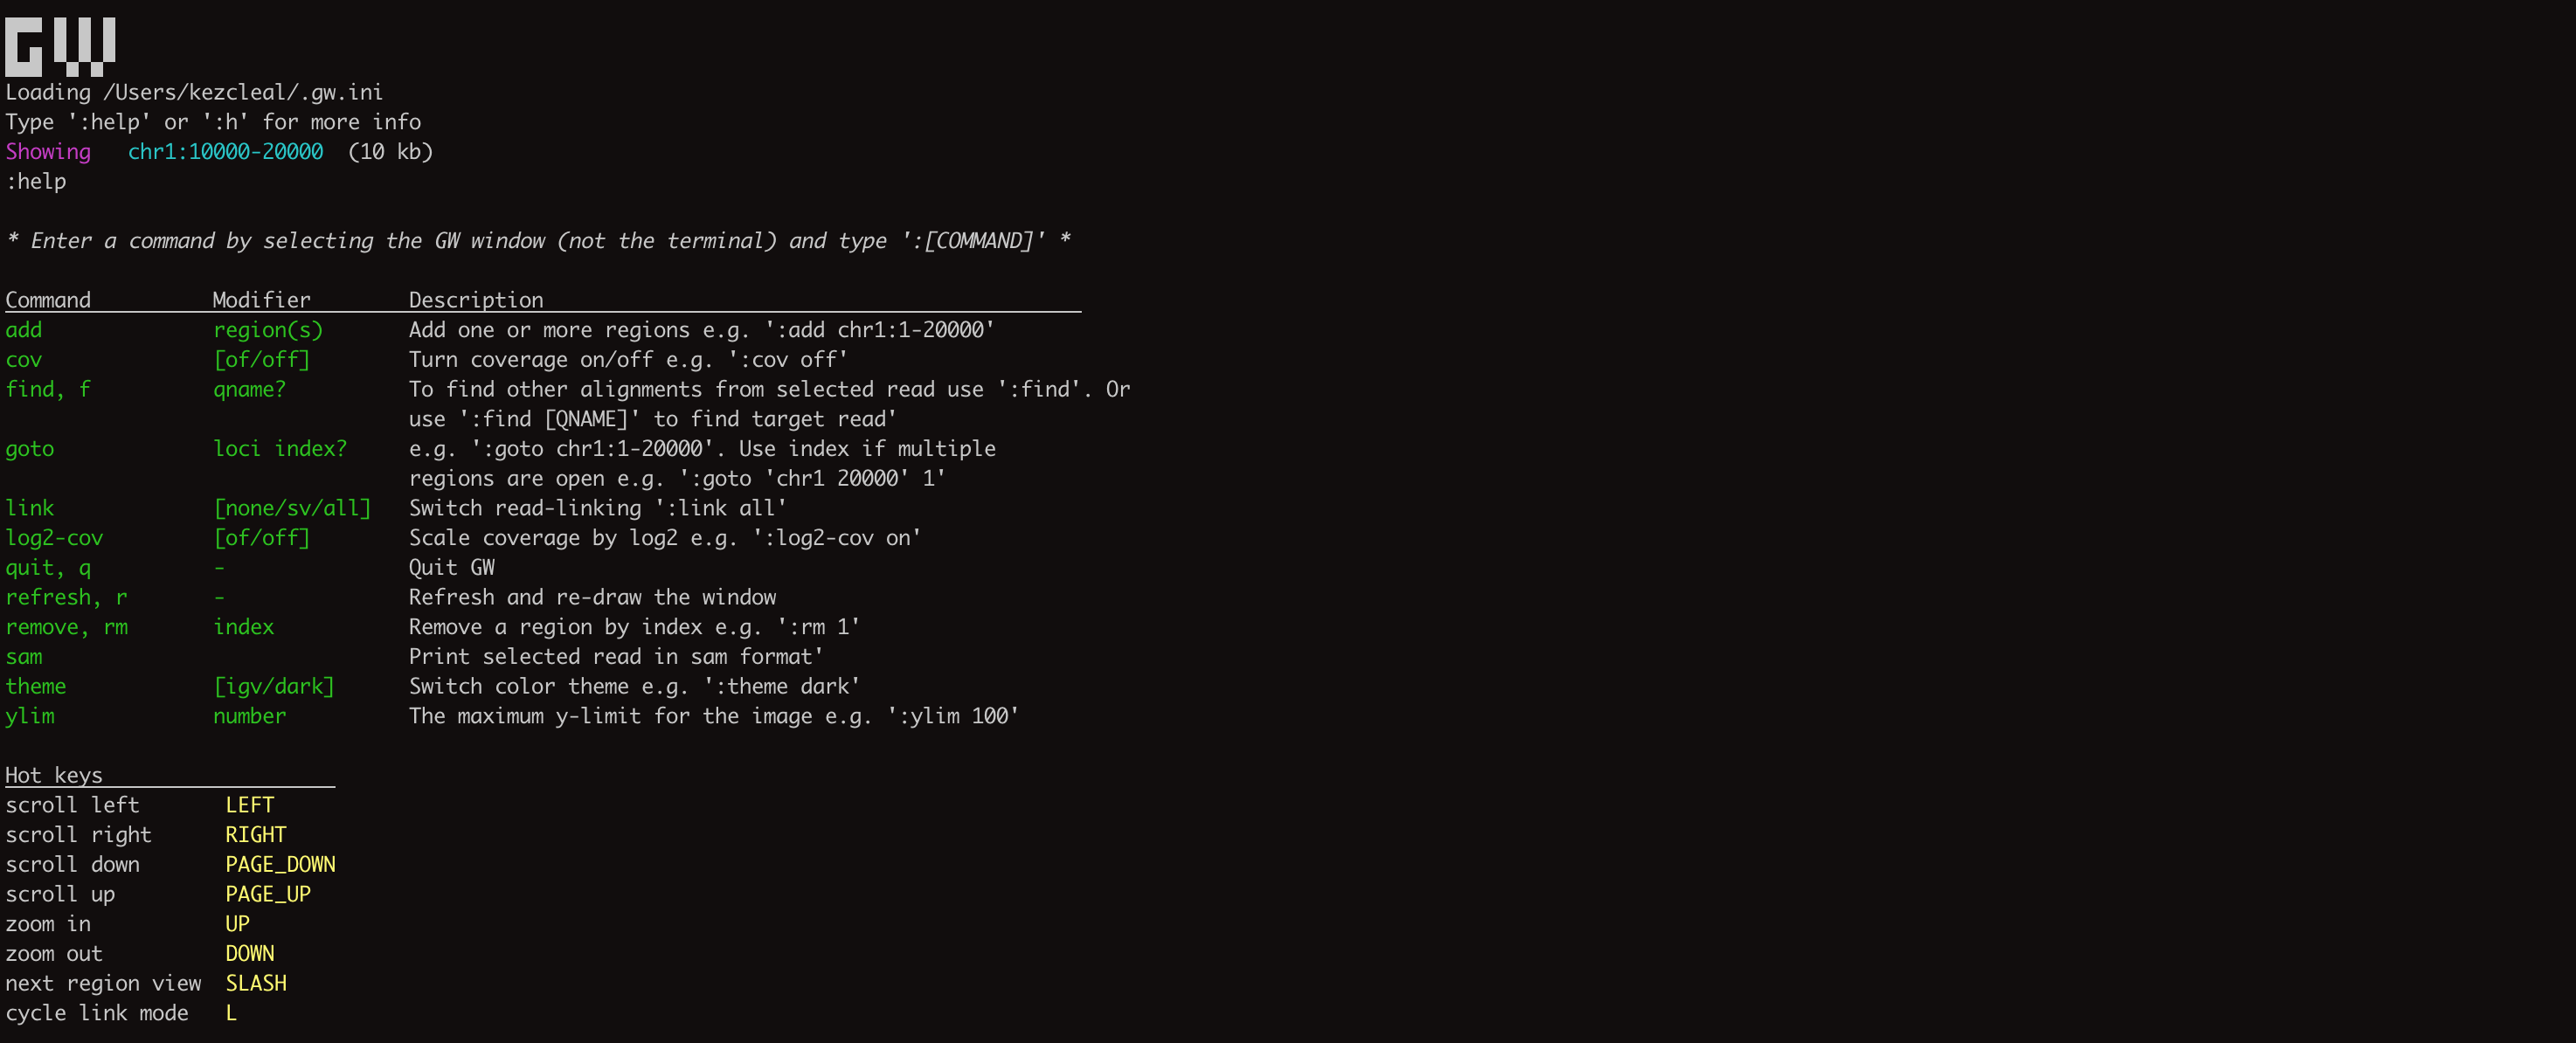 GW
Loading /Users/kezcleal/.gw.ini
Type ':help' or ':h' for more info
Showing   chr1:10000-20000  (10 kb)
:help
* Enter a command by selecting the GW window (not the terminal) and type ':[COMMAND]' *
Command          Modifier        Description
add              region(s)       Add one or more regions e.g. ':add chr1:1-20000'
cov              [of/off]        Turn coverage on/off e.g. ':cov off'
find, f          qname?          To find other alignments from selected read use ':find'. Or
use ':find [QNAME]' to find target read'
goto             loci index?     e.g. ':goto chr1:1-20000'. Use index if multiple
regions are open e.g. ':goto 'chr1 20000' 1'
link             [none/sv/all]   Switch read-linking ':link all'
log2-cov         [of/off]        Scale coverage by log2 e.g. ':log2-cov on'
quit, q          -               Quit GW
refresh, r       -               Refresh and re-draw the window
remove, rm       index           Remove a region by index e.g. ':rm 1'
sam                              Print selected read in sam format'
theme            [igv/dark]      Switch color theme e.g. ':theme dark'
ylim             number          The maximum y-limit for the image e.g. ':ylim 100'
Hot keys
scroll left       LEFT
scroll right      RIGHT
scroll down       PAGE_DOWN
scroll up         PAGE_UP
zoom in           UP
zoom out          DOWN
next region view  SLASH
cycle link mode   L